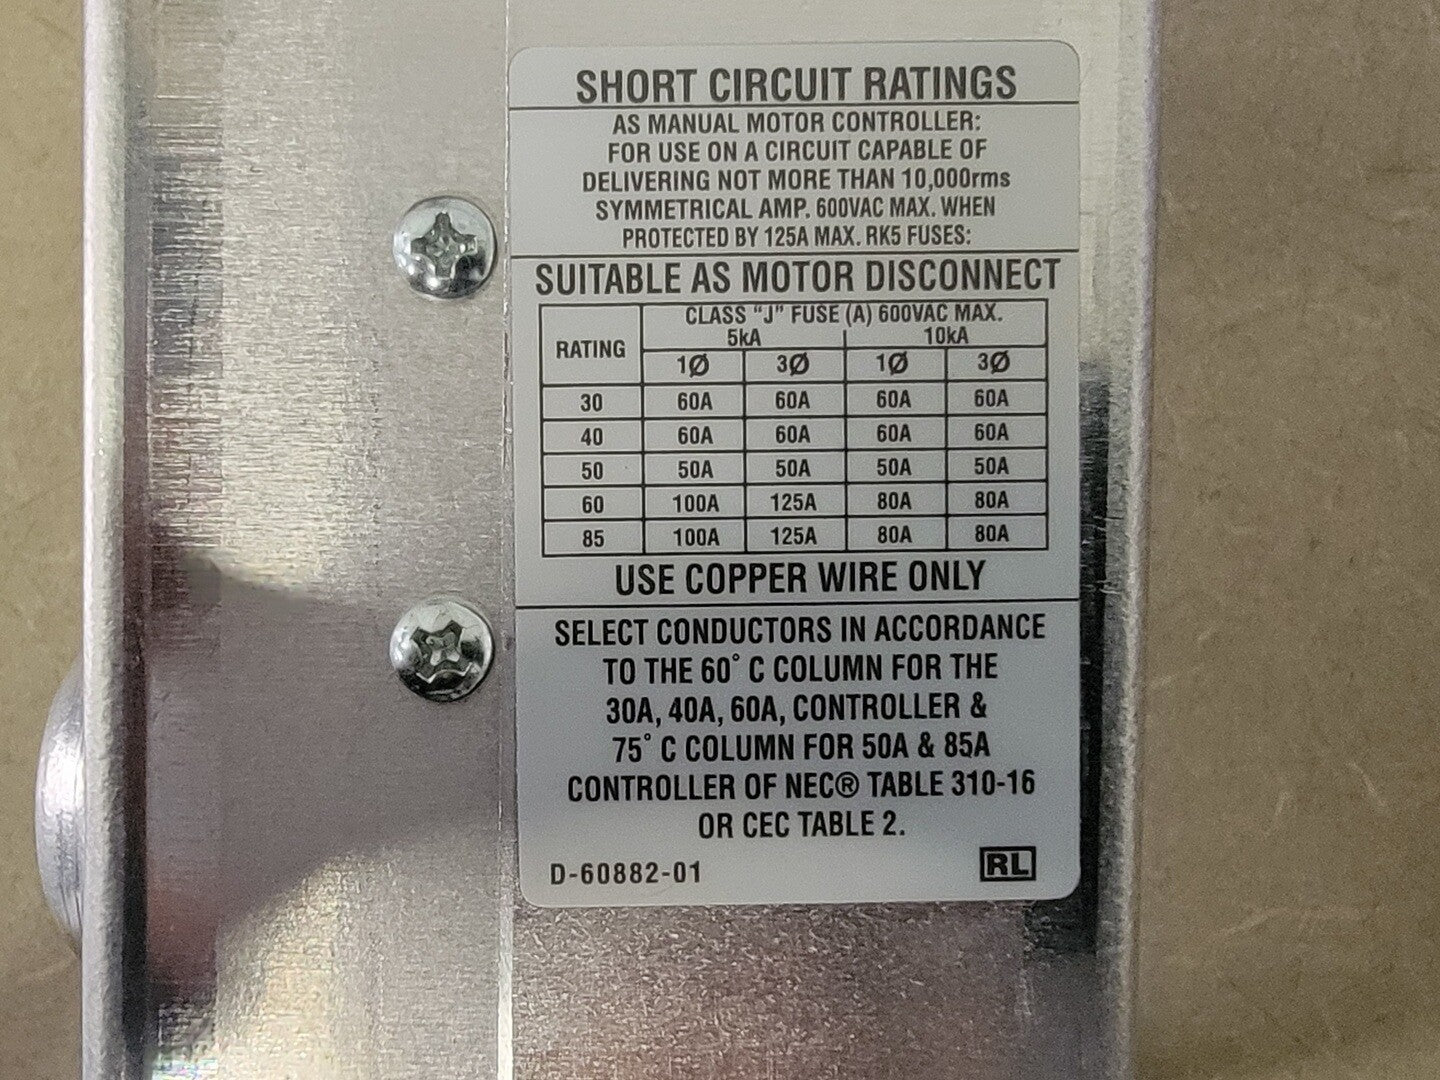 SHORT CIRCUIT RATINGS
AS MANUAL MOTOR CONTROLLER:
FOR USE ON A CIRCUIT CAPABLE OF
DELIVERING NOT MORE THAN 10,000rms
SYMMETRICAL AMP. 600VAC MAX. WHEN
PROTECTED BY 125A MAX. RK5 FUSES:
SUITABLE AS MOTOR DISCONNECT
RATING CLASS "J" FUSE (A) 600VAC MAX.
5kA 10kA
1Ø 3Ø 1Ø 3Ø
30 60A 60A 60A 60A
40 60A 60A 60A 60A
50 50A 50A 50A 50A
60 100A 125A 80A 80A
85 100A 125A 80A 80A
USE COPPER WIRE ONLY
SELECT CONDUCTORS IN ACCORDANCE
TO THE 60° C COLUMN FOR THE
30A, 40A, 60A, CONTROLLER &
75° C COLUMN FOR 50A & 85A
CONTROLLER OF NEC® TABLE 310-16
OR CEC TABLE 2.
D-60882-01 RL